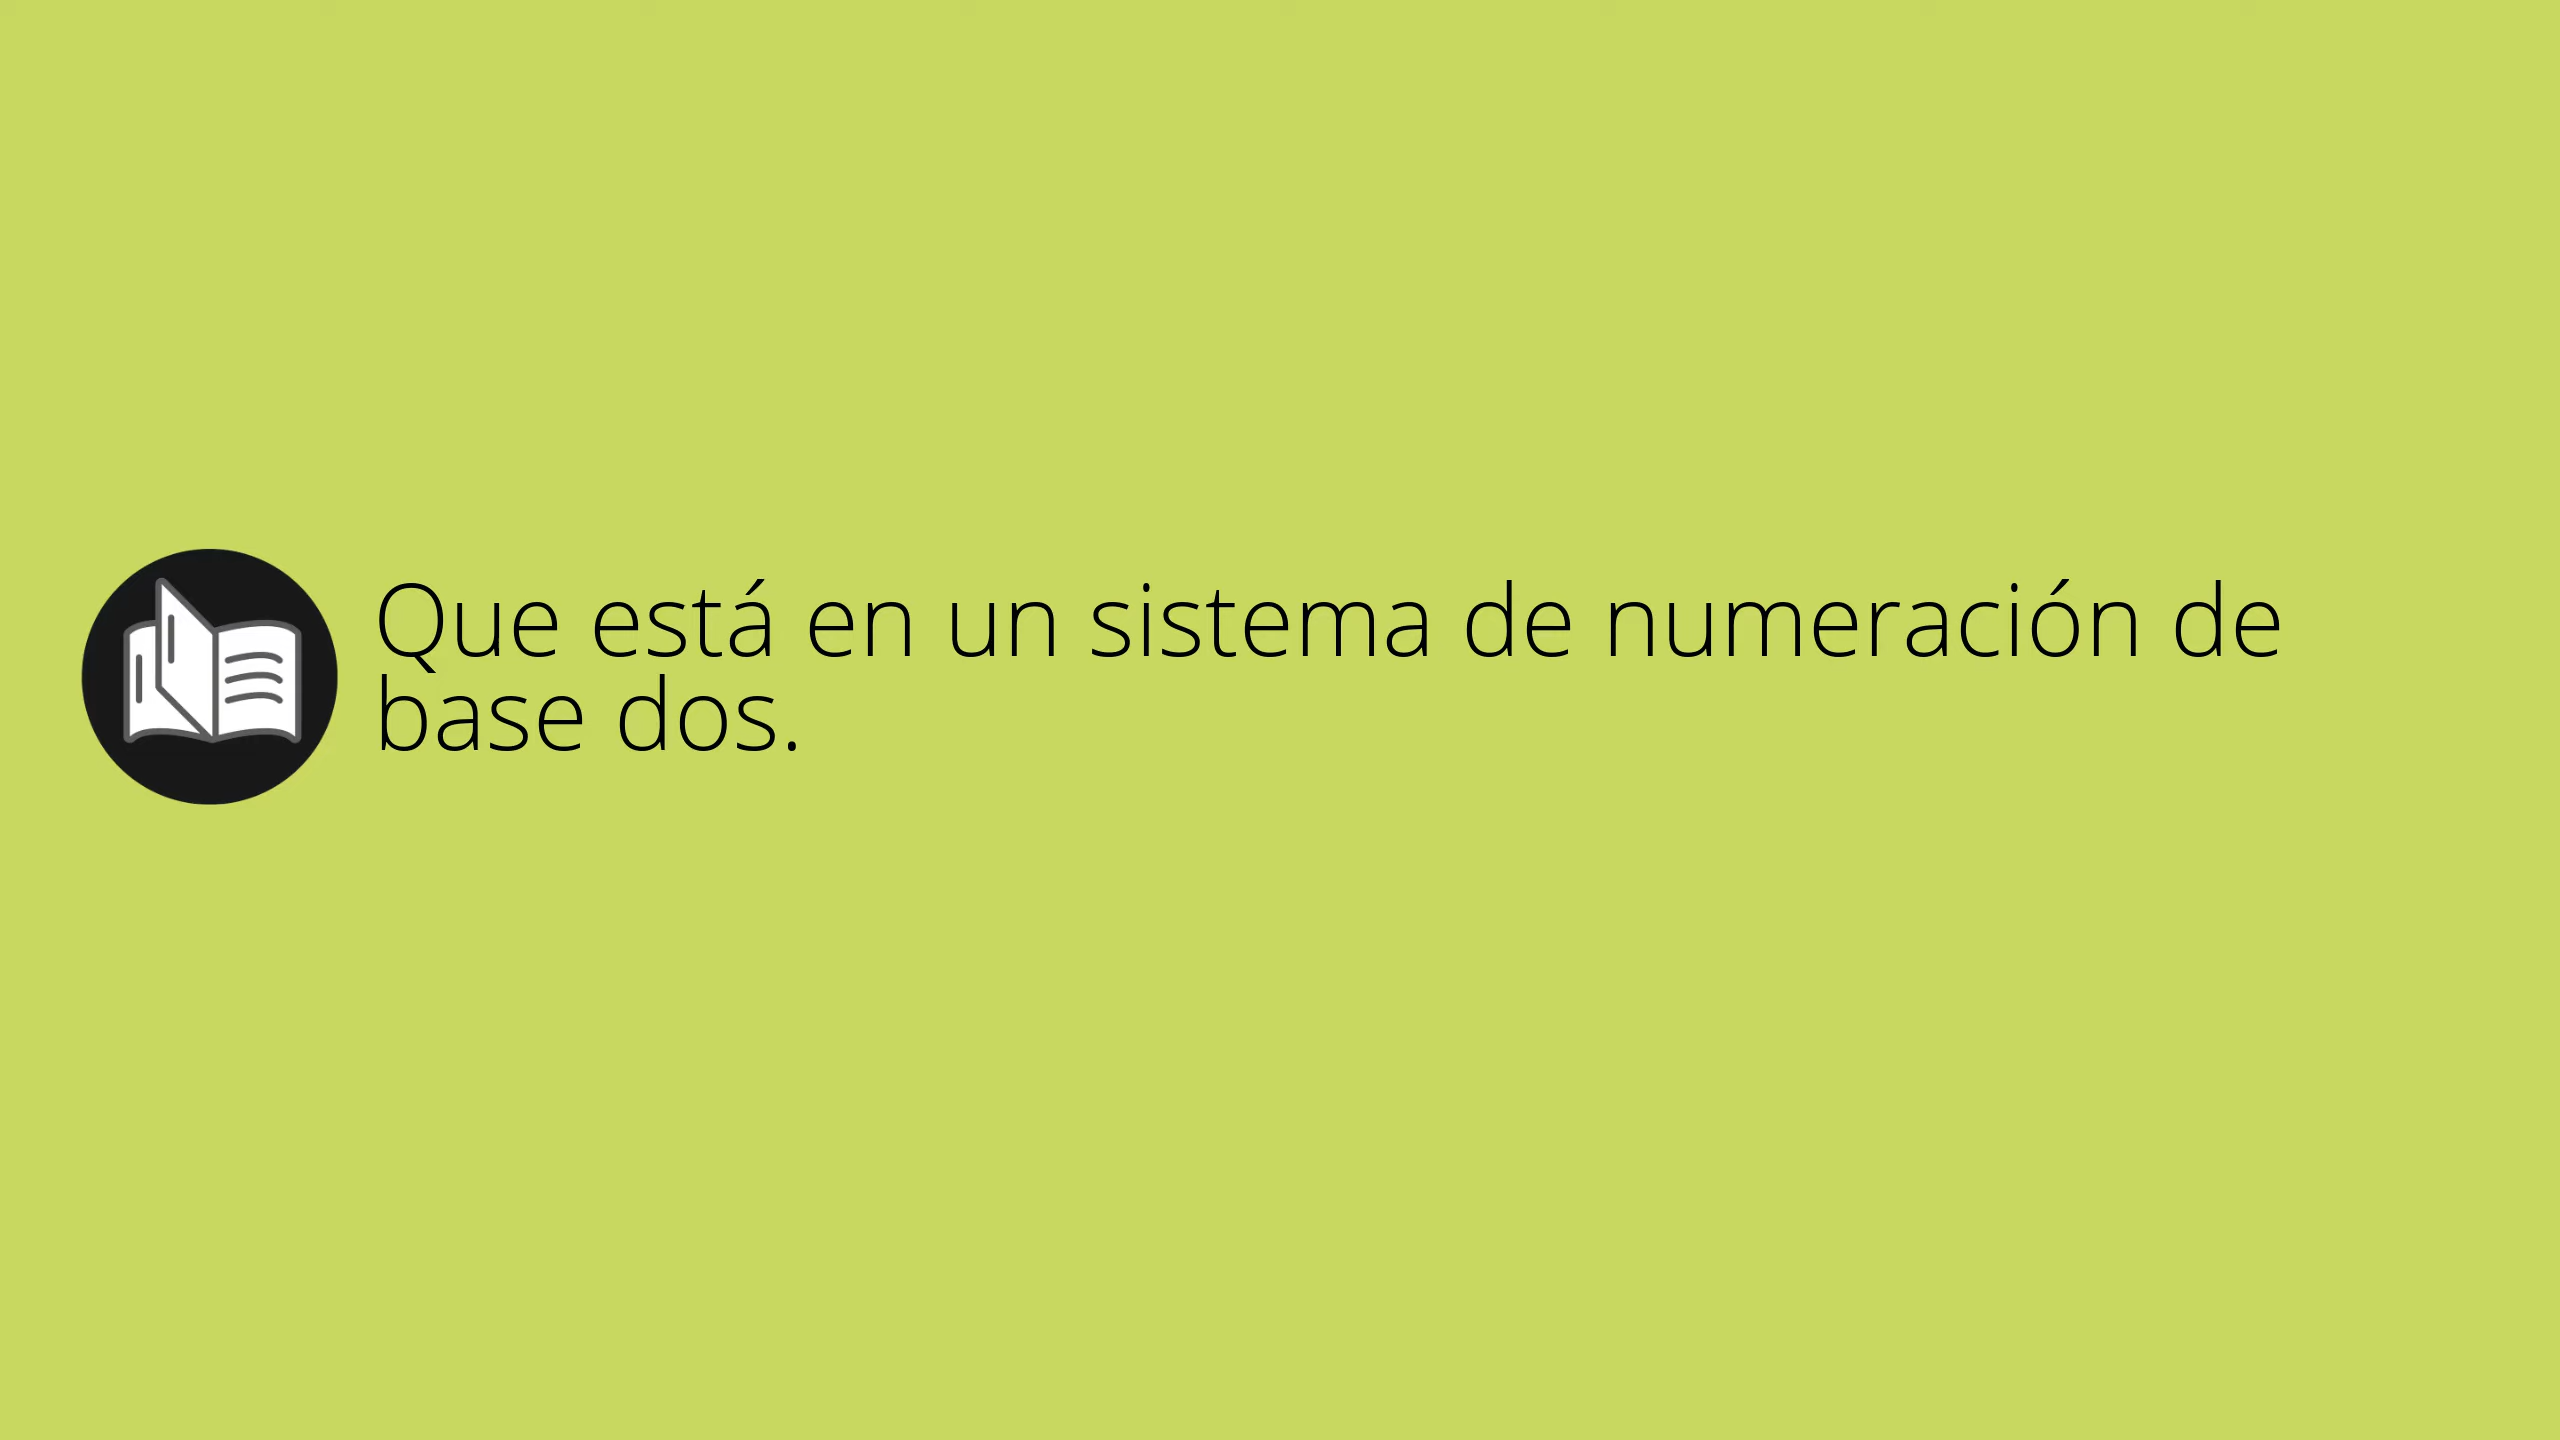 Que está en un sistema de numeración de
base dos.